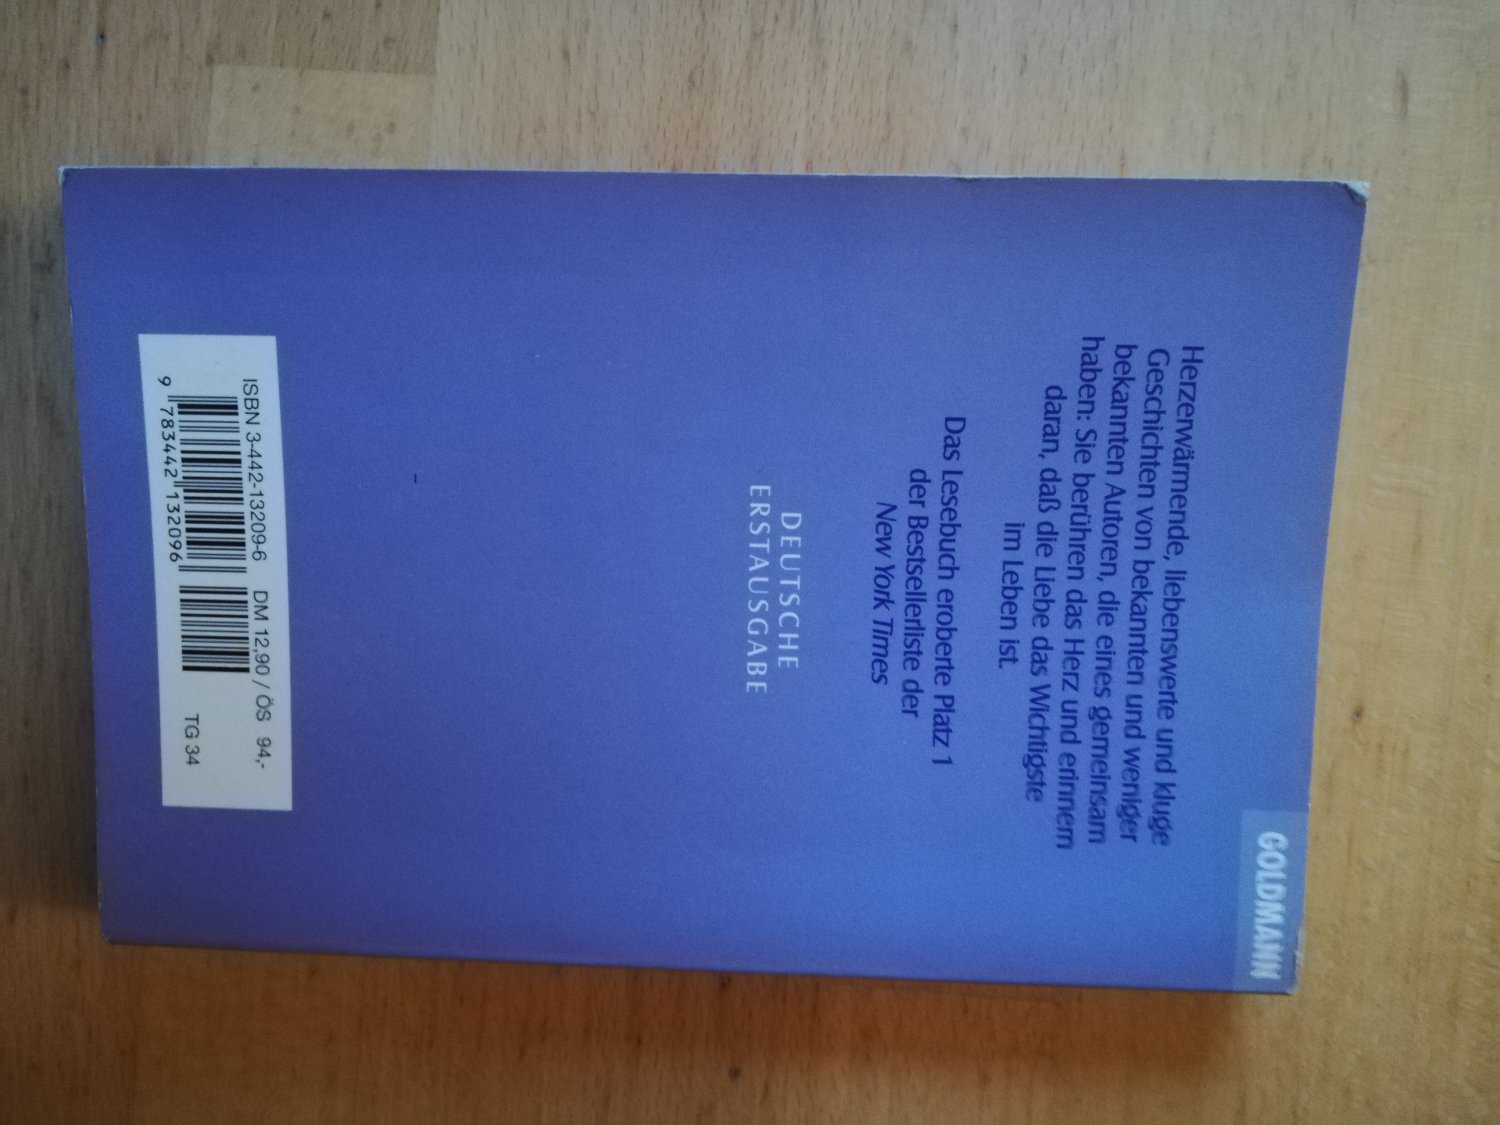 GOLDMANN
Herzerwärmende, liebenswerte und kluge
Geschichten von bekannten und weniger
bekannten Autoren, die eines gemeinsam
haben: Sie berühren das Herz und erinnern
daran, daß die Liebe das Wichtigste
im Leben ist.
Das Lesebuch eroberte Platz 1
der Bestsellerliste der
New York Times
DEUTSCHE
ERSTAUSGABE
ISBN 3-442-13209-6 DM 12,90 / ÖS 94,-
9 783442 132096
TG 34